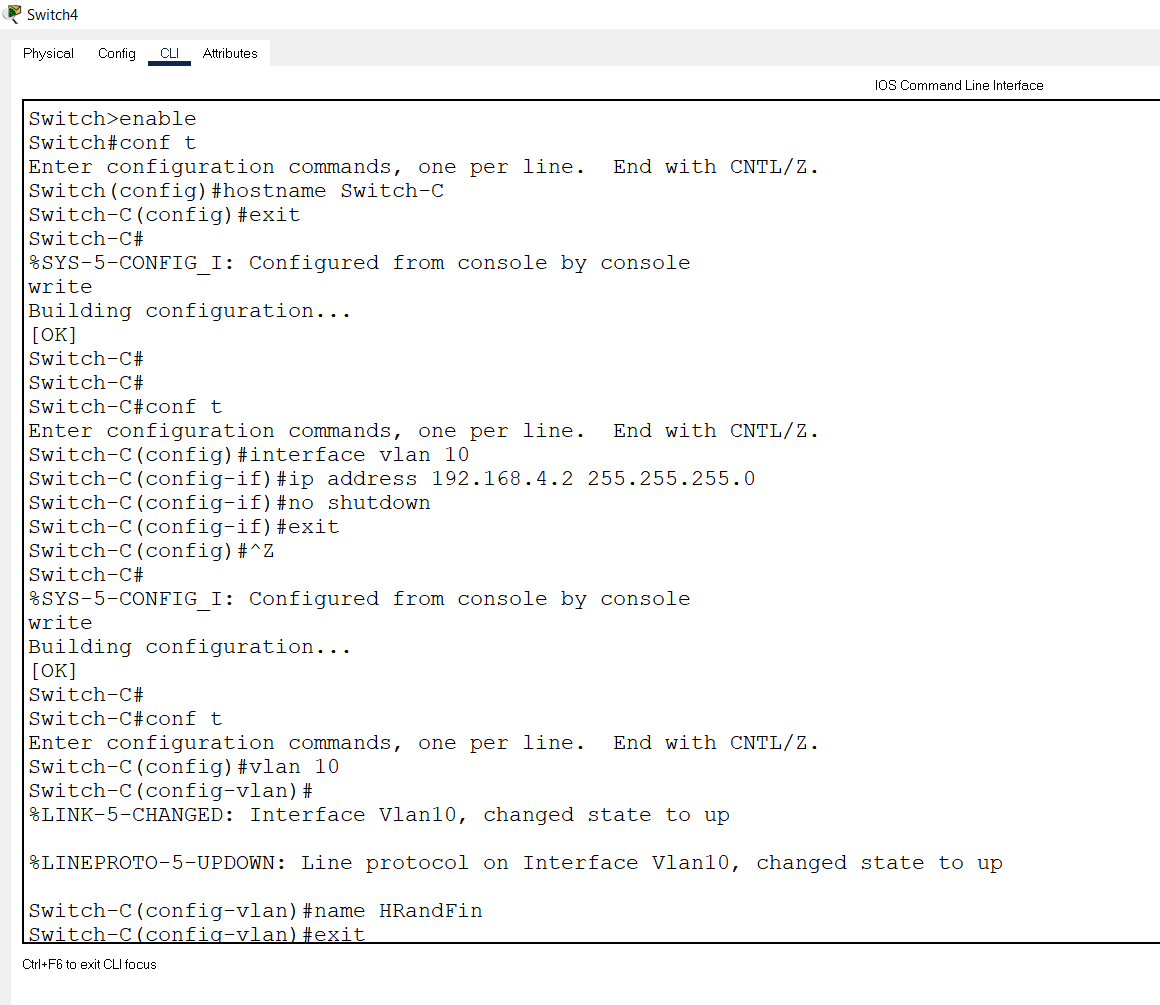 Switch4
Physical Config CLI Attributes
IOS Command Line Interface
Switch>enable
Switch#conf t
Enter configuration commands, one per line.  End with CNTL/Z.
Switch(config)#hostname Switch-C
Switch-C(config)#exit
Switch-C#
%SYS-5-CONFIG_I: Configured from console by console
write
Building configuration...
[OK]
Switch-C#
Switch-C#
Switch-C#conf t
Enter configuration commands, one per line.  End with CNTL/Z.
Switch-C(config)#interface vlan 10
Switch-C(config-if)#ip address 192.168.4.2 255.255.255.0
Switch-C(config-if)#no shutdown
Switch-C(config-if)#exit
Switch-C(config)#^Z
Switch-C#
%SYS-5-CONFIG_I: Configured from console by console
write
Building configuration...
[OK]
Switch-C#
Switch-C#conf t
Enter configuration commands, one per line.  End with CNTL/Z.
Switch-C(config)#vlan 10
Switch-C(config-vlan)#
%LINK-5-CHANGED: Interface Vlan10, changed state to up
%LINEPROTO-5-UPDOWN: Line protocol on Interface Vlan10, changed state to up
Switch-C(config-vlan)#name HRandFin
Switch-C(config-vlan)#exit
Ctrl+F6 to exit CLI focus